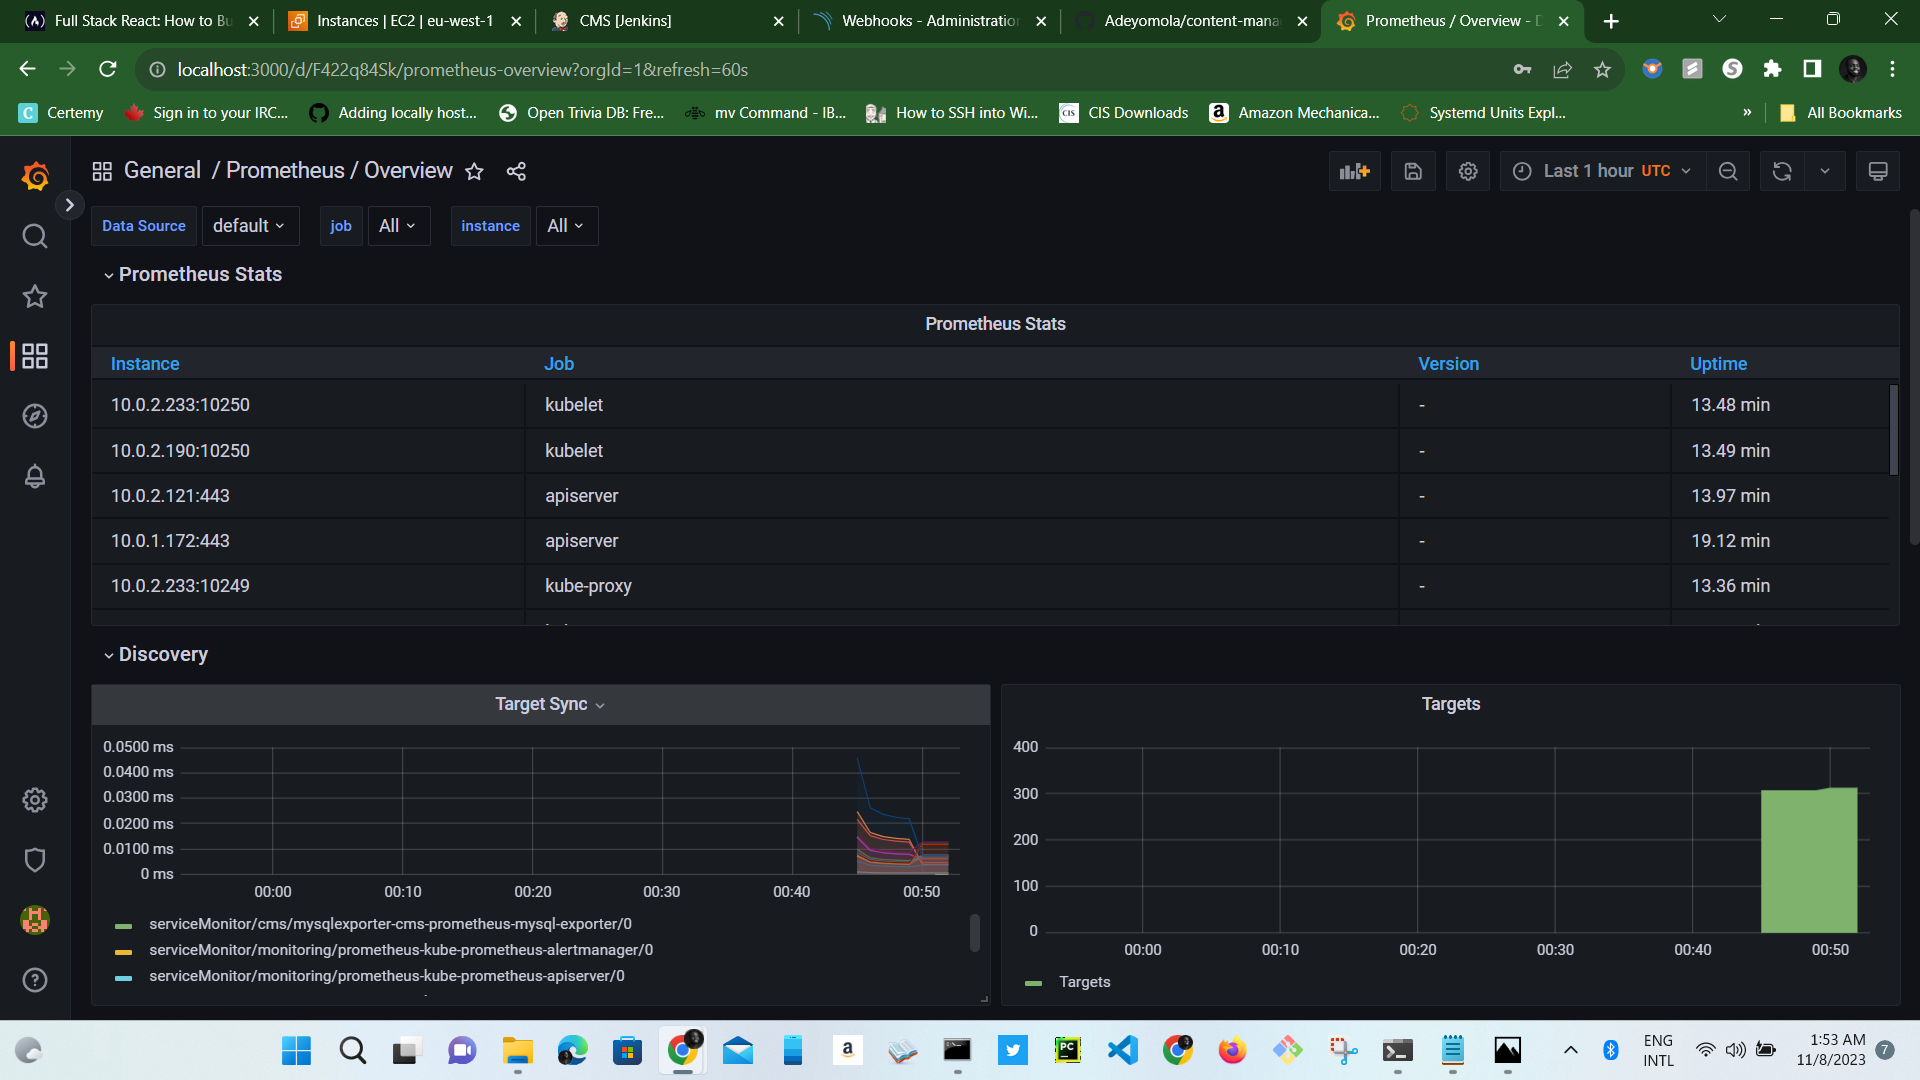 Full Stack React: How to Bu
Instances | EC2 | eu-west-1
CMS [Jenkins]
Webhooks - Administration
Adeyomola/content-mana
Prometheus / Overview - D
localhost:3000/d/F422q84Sk/prometheus-overview?orgId=1&refresh=60s
C Certemy
Sign in to your IRC...
Adding locally host...
Open Trivia DB: Fre...
mv Command - IB...
How to SSH into Wi...
CIS CIS Downloads
Amazon Mechanica...
Systemd Units Expl...
»
All Bookmarks
General / Prometheus / Overview
Last 1 hour UTC
Data Source default
job All
instance All
Prometheus Stats
Prometheus Stats
Instance Job Version Uptime
10.0.2.233:10250 kubelet - 13.48 min
10.0.2.190:10250 kubelet - 13.49 min
10.0.2.121:443 apiserver - 13.97 min
10.0.1.172:443 apiserver - 19.12 min
10.0.2.233:10249 kube-proxy - 13.36 min
Discovery
Target Sync
0.0500 ms
0.0400 ms
0.0300 ms
0.0200 ms
0.0100 ms
0 ms
00:00 00:10 00:20 00:30 00:40 00:50
serviceMonitor/cms/mysqlexporter-cms-prometheus-mysql-exporter/0
serviceMonitor/monitoring/prometheus-kube-prometheus-alertmanager/0
serviceMonitor/monitoring/prometheus-kube-prometheus-apiserver/0
Targets
400
300
200
100
0
00:00 00:10 00:20 00:30 00:40 00:50
Targets
PC
ENG
INTL
1:53 AM
11/8/2023
7